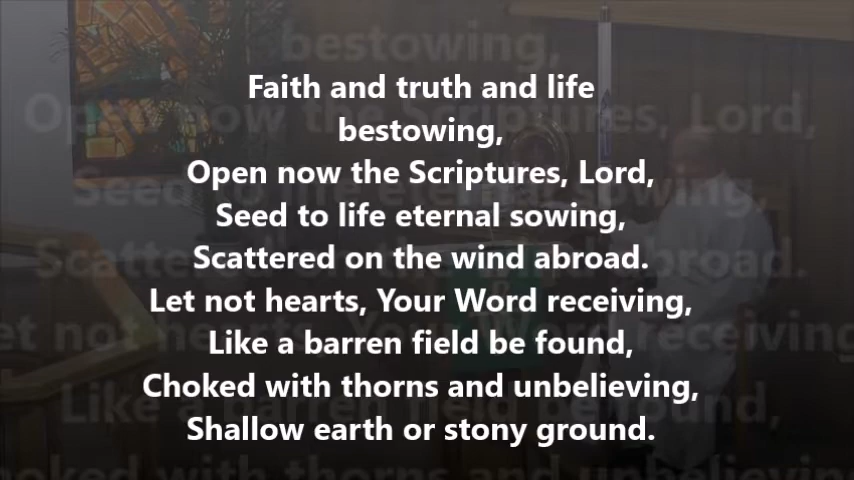 Faith and truth and life
bestowing,
Open now the Scriptures, Lord,
Seed to life eternal sowing,
Scattered on the wind abroad.
Let not hearts, Your Word receiving,
Like a barren field be found,
Choked with thorns and unbelieving,
Shallow earth or stony ground.